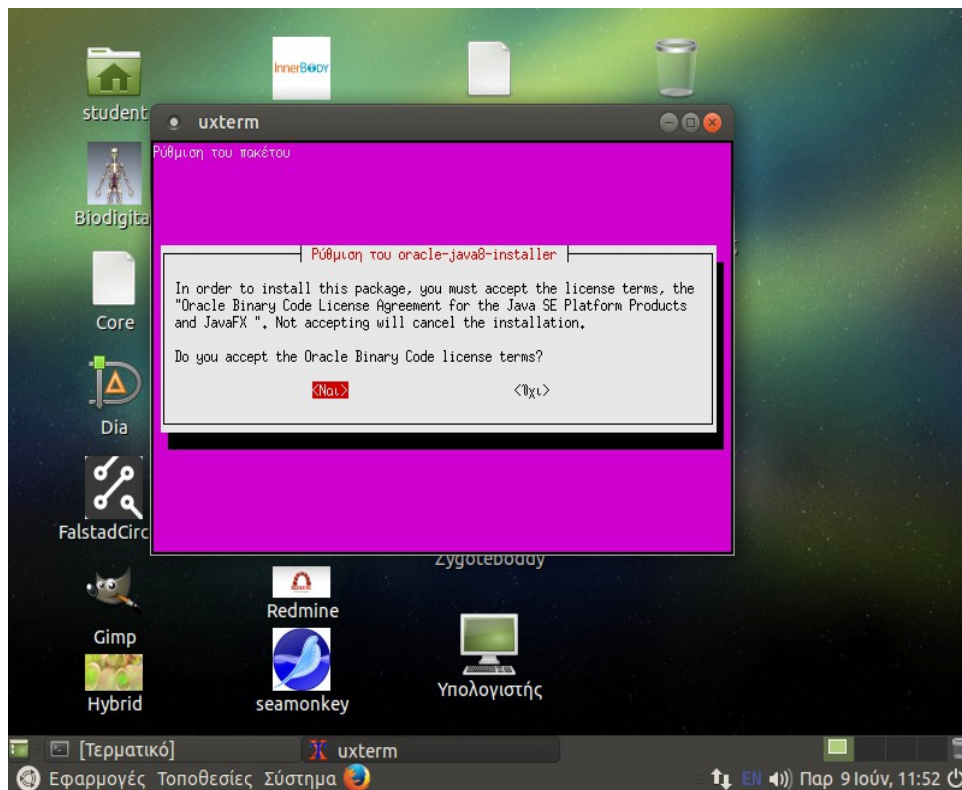 InnerBODY
student
uxterm
Ρύθμιση του πακέτου
Biodigita
Ρύθμιση του oracle-java8-installer
In order to install this package, you must accept the license terms, the
"Oracle Binary Code License Agreement for the Java SE Platform Products
and JavaFX ". Not accepting will cancel the installation.
Core
Do you accept the Oracle Binary Code license terms?
<Ναι> <Όχι>
Dia
FalstadCirc
Zygoteboddy
Redmine
Gimp
Υπολογιστής
Hybrid
seamonkey
[Τερματικό] uxterm
Εφαρμογές Τοποθεσίες Σύστημα EN Παρ 9 Ιούν, 11:52